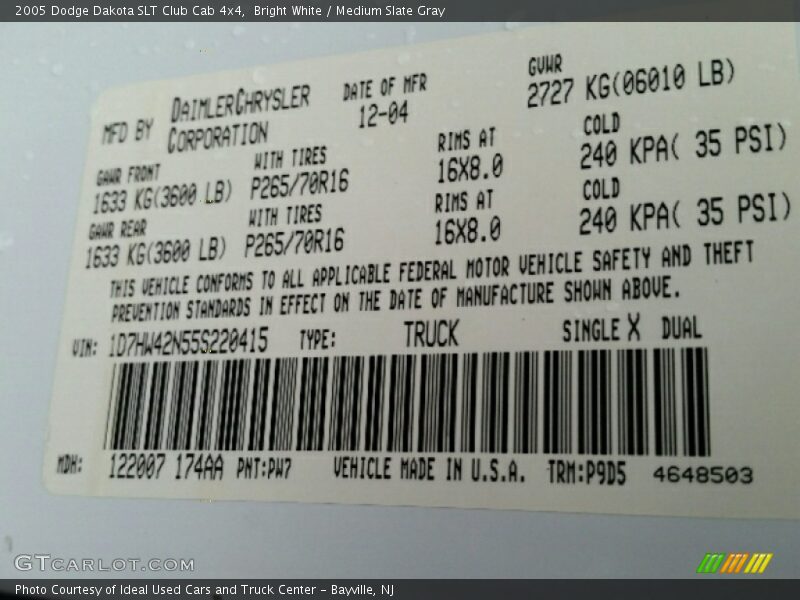 2005 Dodge Dakota SLT Club Cab 4x4, Bright White / Medium Slate Gray
MFD BY DAIMLERCHRYSLER CORPORATION
DATE OF MFR 12-04
GVWR 2727 KG(06010 LB)
GAWR FRONT WITH TIRES RIMS AT COLD
1633 KG(3600 LB) P265/70R16 16X8.0 240 KPA( 35 PSI)
GAWR REAR WITH TIRES RIMS AT COLD
1633 KG(3600 LB) P265/70R16 16X8.0 240 KPA( 35 PSI)
THIS VEHICLE CONFORMS TO ALL APPLICABLE FEDERAL MOTOR VEHICLE SAFETY AND THEFT
PREVENTION STANDARDS IN EFFECT ON THE DATE OF MANUFACTURE SHOWN ABOVE.
VIN: 1D7HW42N55S220415 TYPE: TRUCK SINGLE X DUAL
MDH: 122007 174AA PNT:PW7 VEHICLE MADE IN U.S.A. TRM:P9D5 4648503
GTCARLOT.COM
Photo Courtesy of Ideal Used Cars and Truck Center – Bayville, NJ